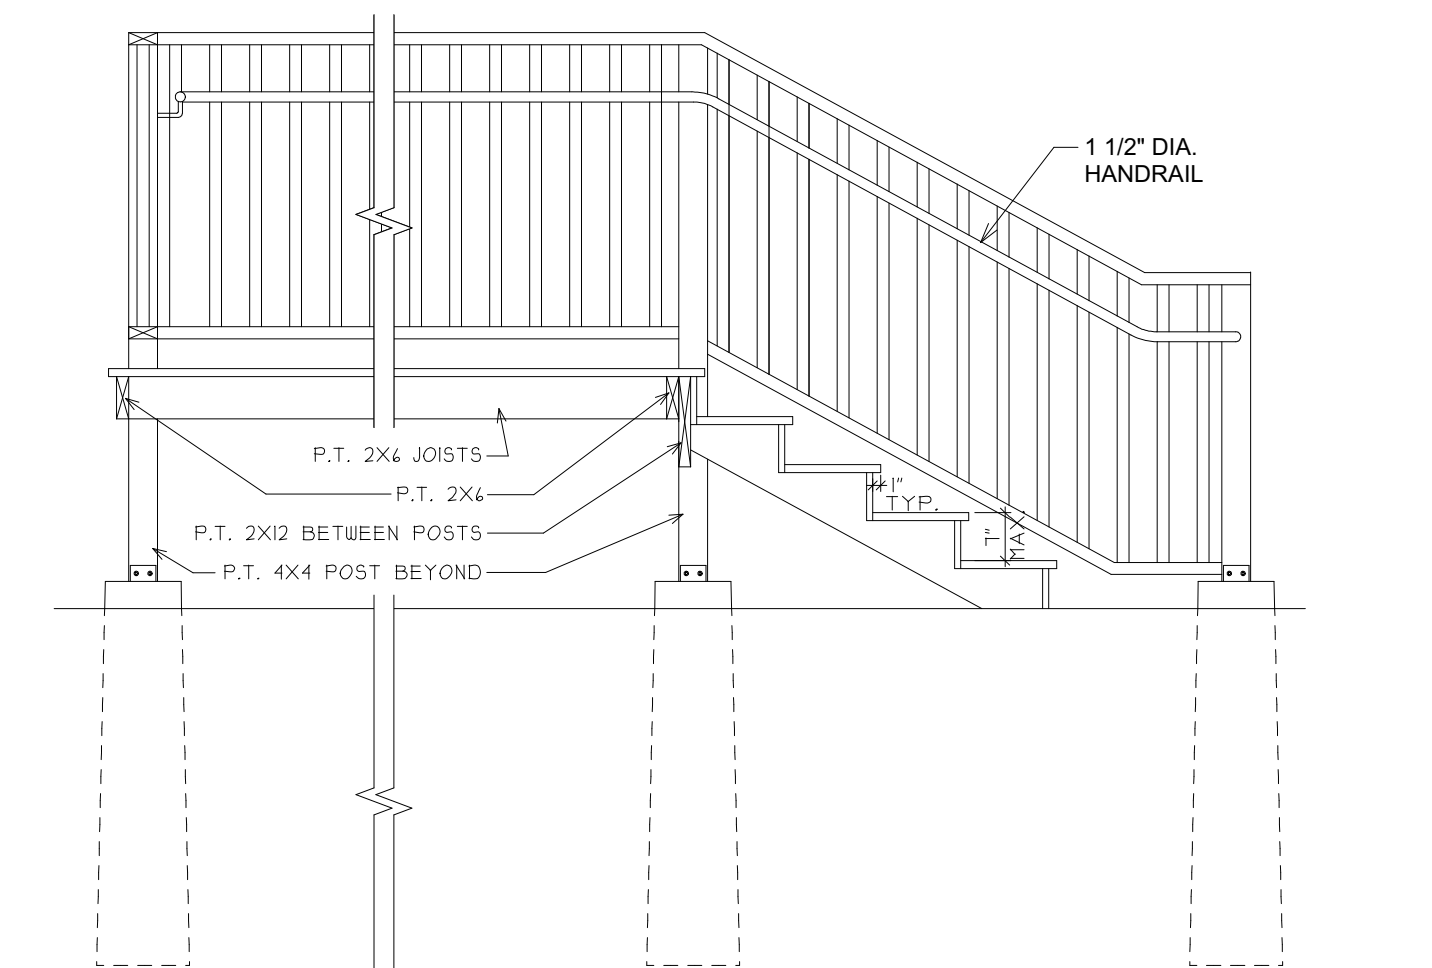 1 1/2" DIA.
HANDRAIL
P.T. 2X6 JOISTS
P.T. 2X6
P.T. 2X12 BETWEEN POSTS
P.T. 4X4 POST BEYOND
1"
TYP.
7"
MAX.